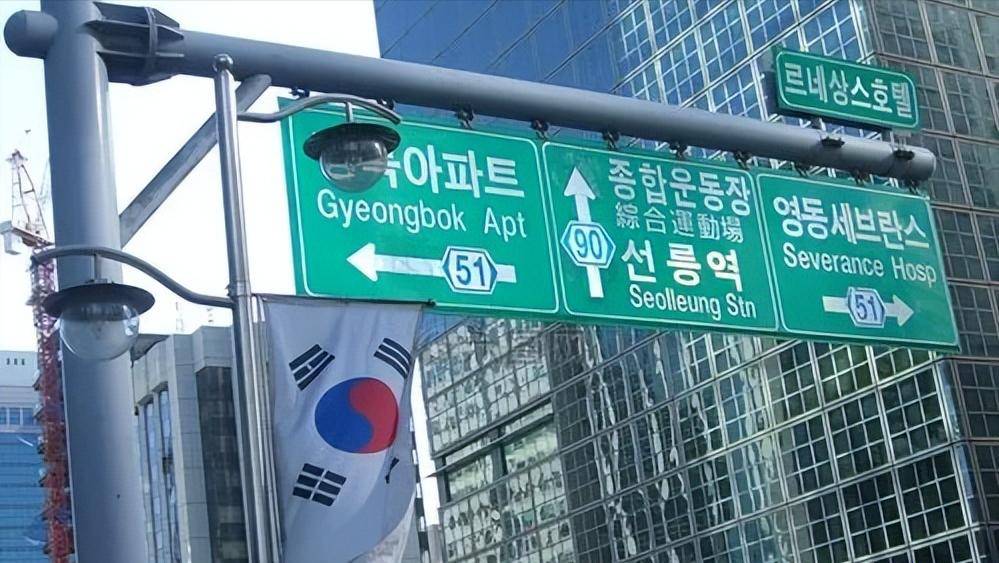 르네상스호텔
아파트
Gyeongbok Apt
51
종합운동장
綜合運動場
90
선릉역
Seolleung Stn
영동세브란스
Severance Hosp
51